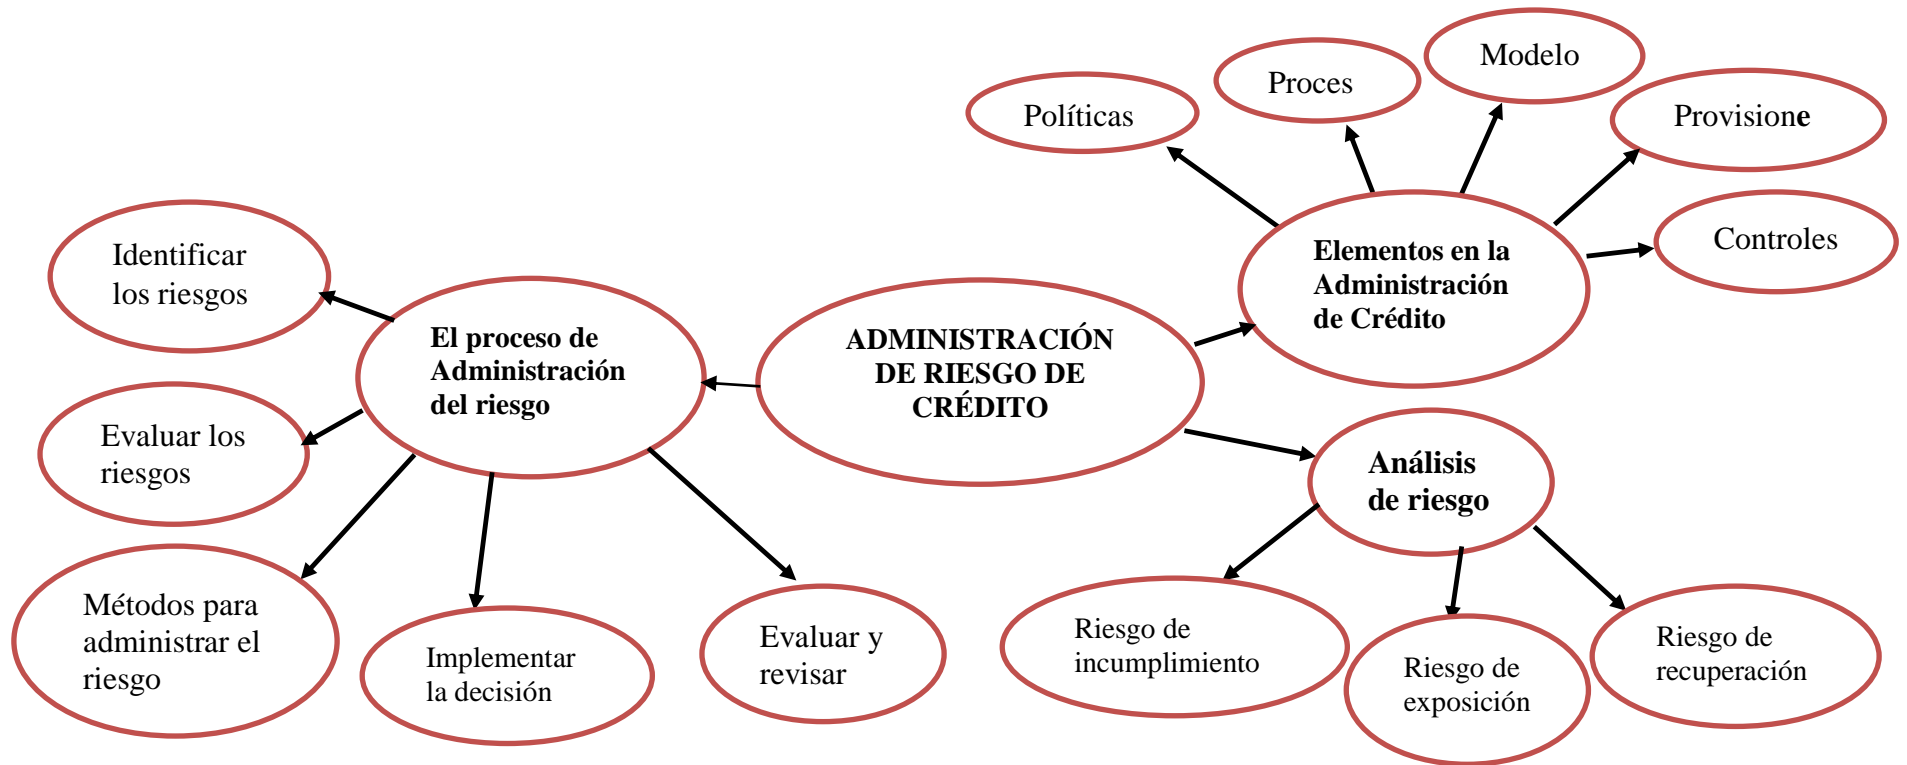 Modelo
Proces
Políticas
Provisione
Controles
Elementos en la
Administración
de Crédito
Identificar
los riesgos
El proceso de
Administración
del riesgo
ADMINISTRACIÓN
DE RIESGO DE
CRÉDITO
Evaluar los
riesgos
Análisis
de riesgo
Métodos para
administrar el
riesgo
Implementar
la decisión
Evaluar y
revisar
Riesgo de
incumplimiento
Riesgo de
exposición
Riesgo de
recuperación